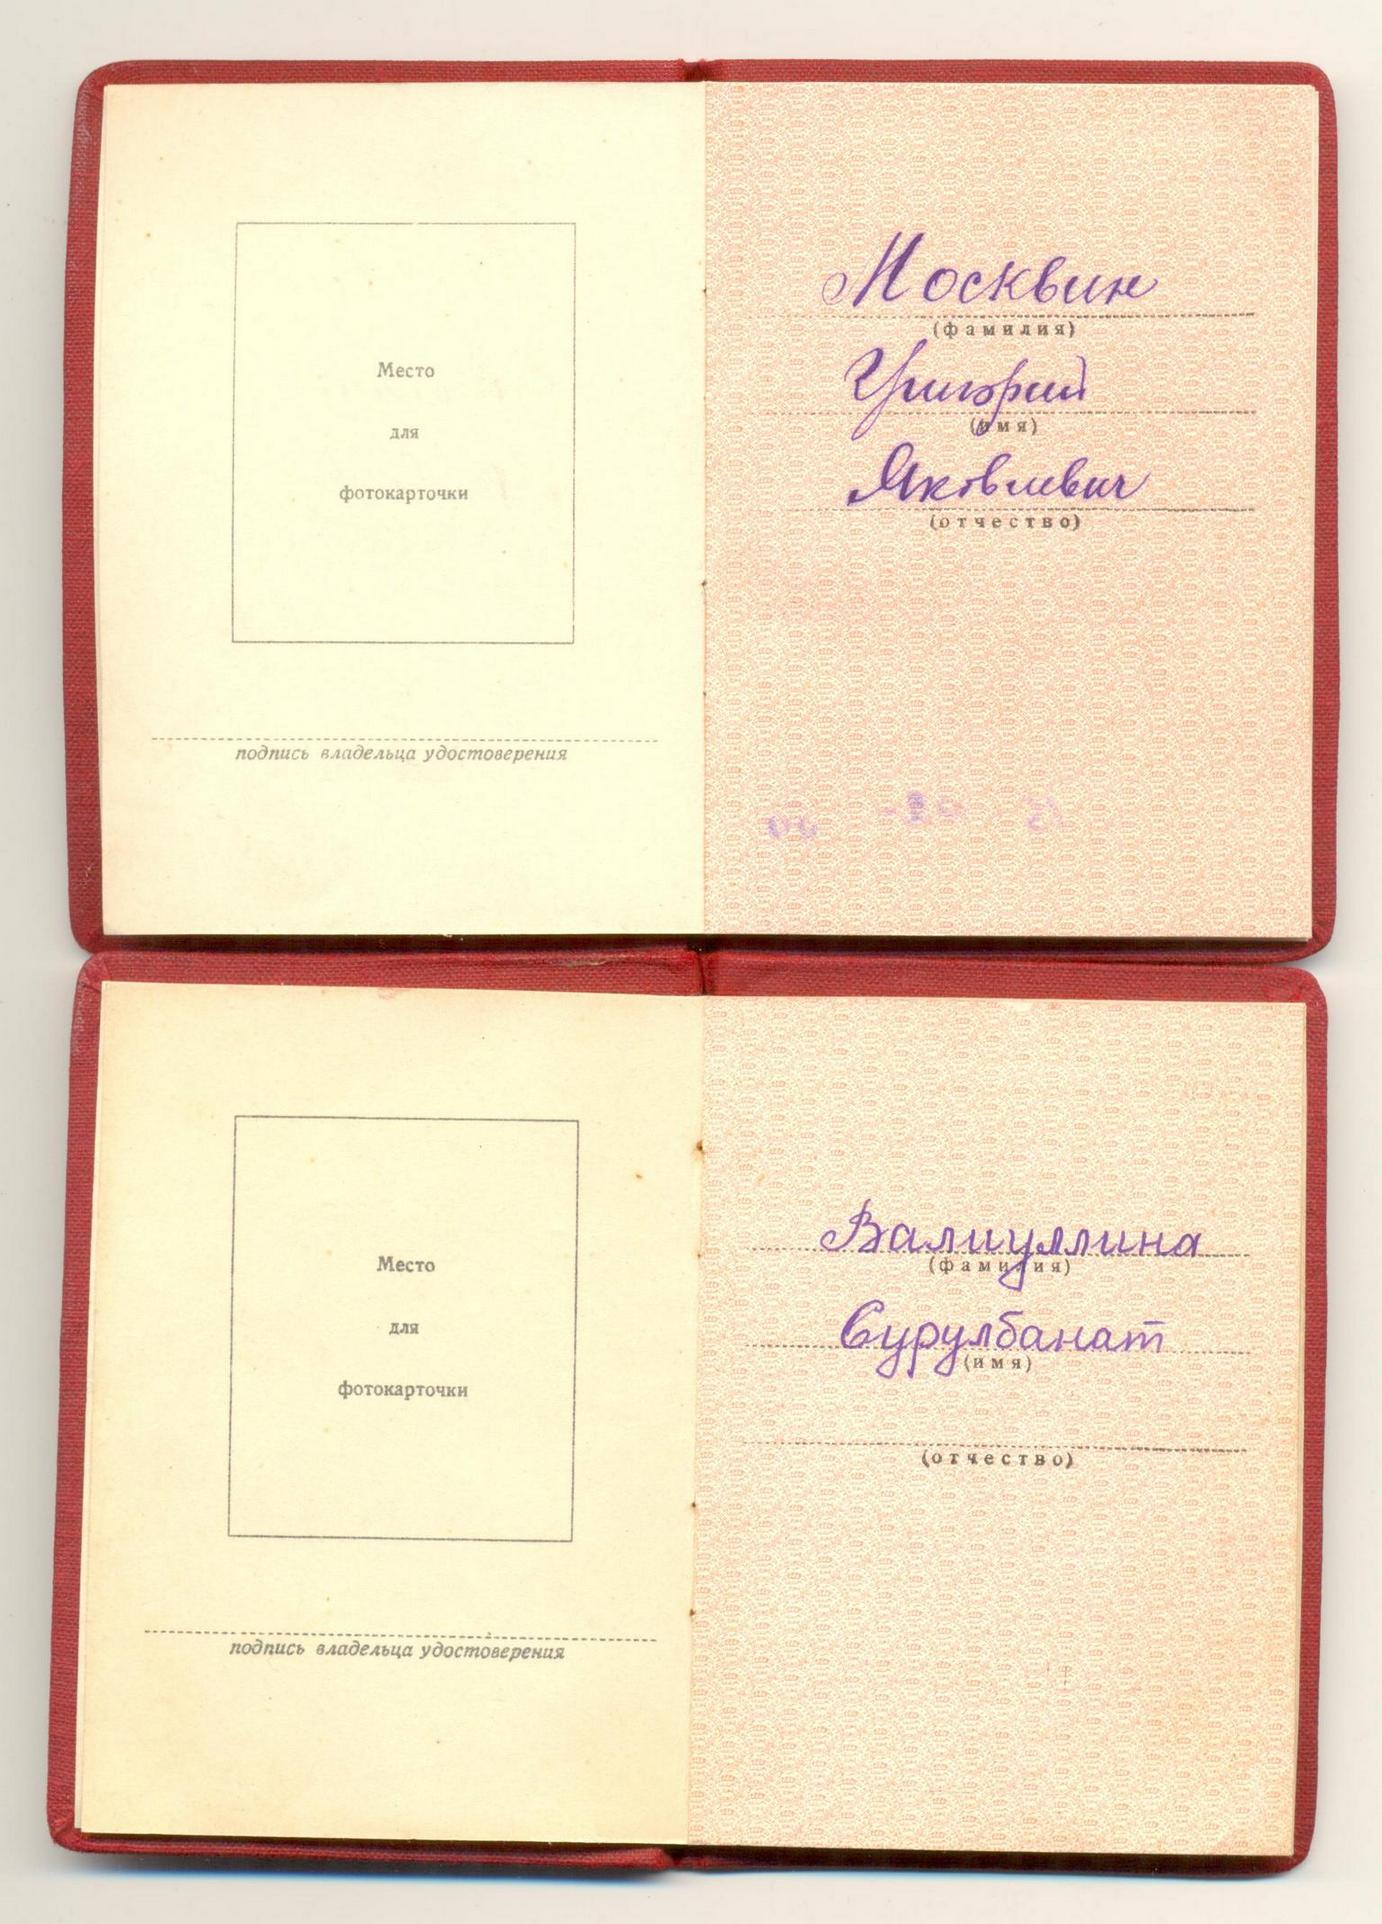 Место
для
фотокарточки
подпись владельца удостоверения
Москвин
(фамилия)
Григорий
(имя)
Яковлевич
(отчество)
Место
для
фотокарточки
подпись владельца удостоверения
Валиуллина
(фамилия)
Сурулбанат
(имя)
(отчество)